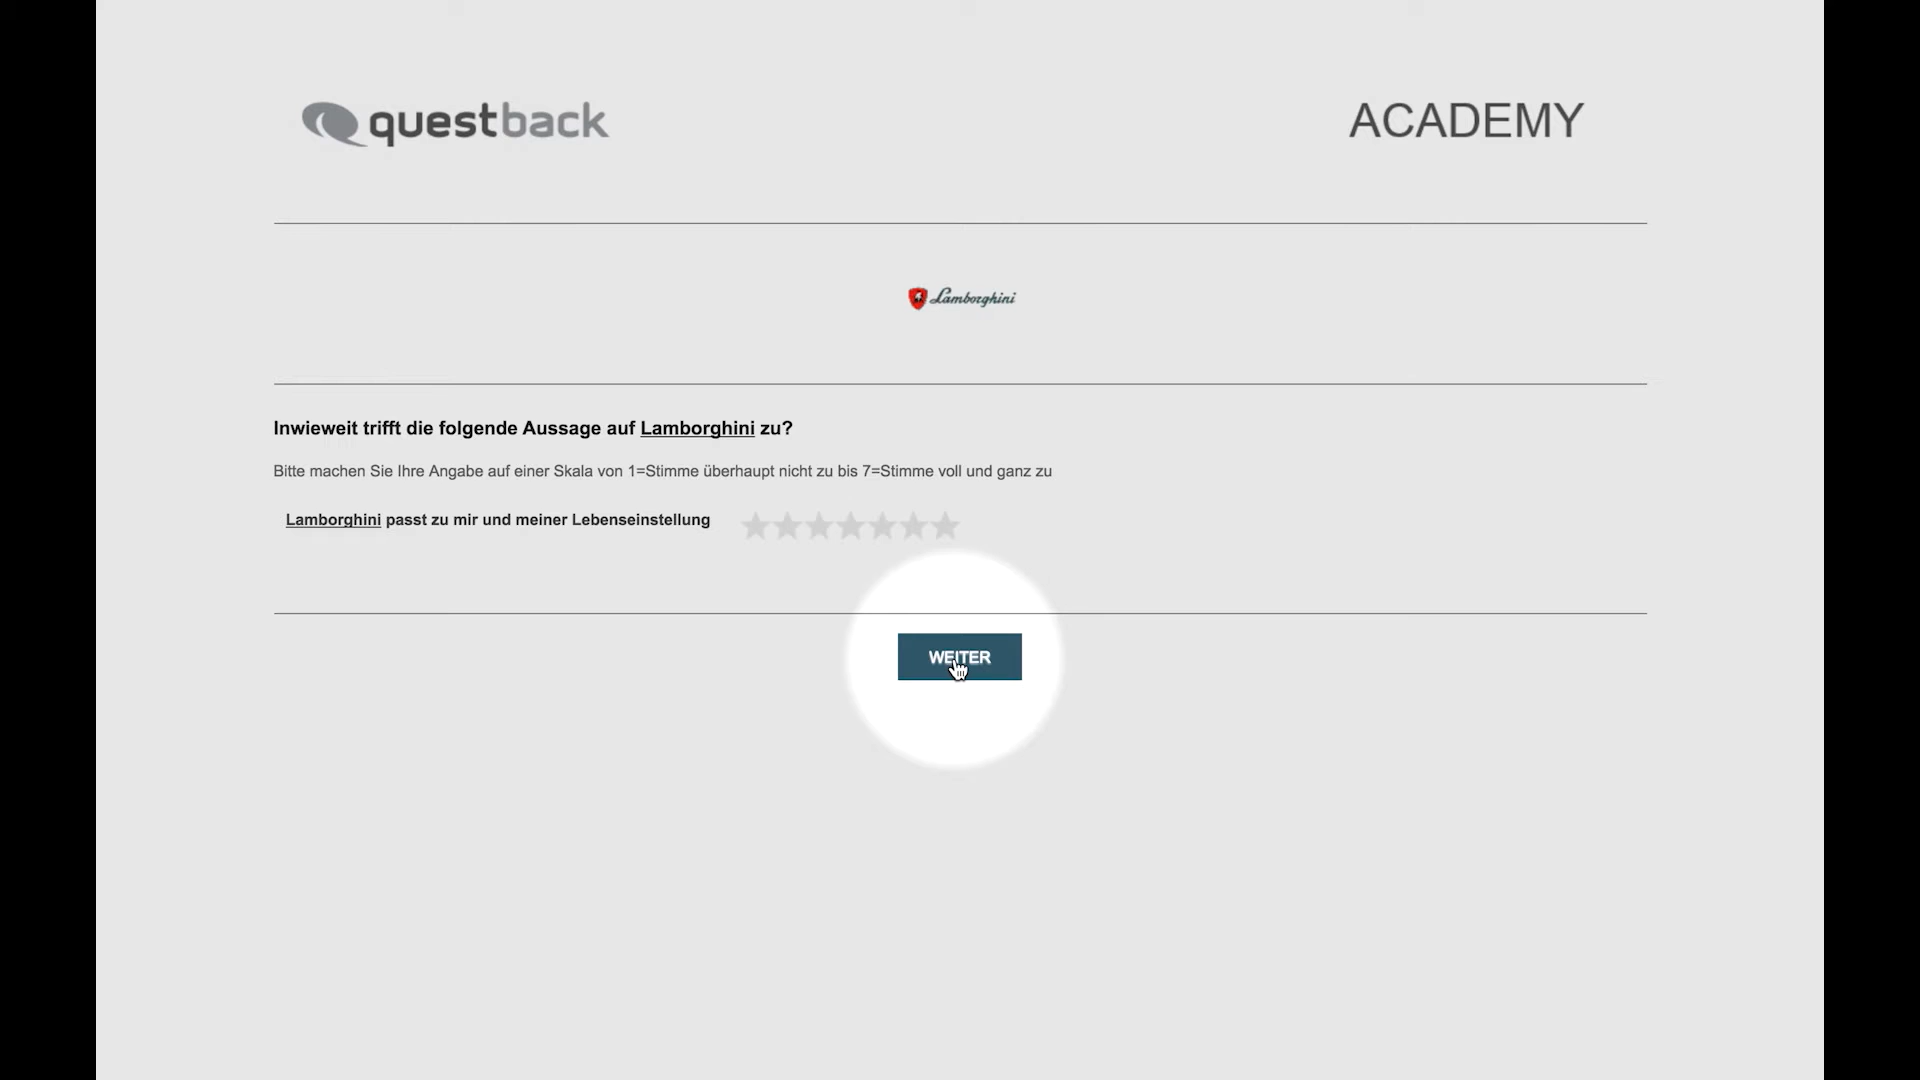 questback
ACADEMY
Lamborghini
Inwieweit trifft die folgende Aussage auf Lamborghini zu?
Bitte machen Sie Ihre Angabe auf einer Skala von 1=Stimme überhaupt nicht zu bis 7=Stimme voll und ganz zu
Lamborghini passt zu mir und meiner Lebenseinstellung
WEITER